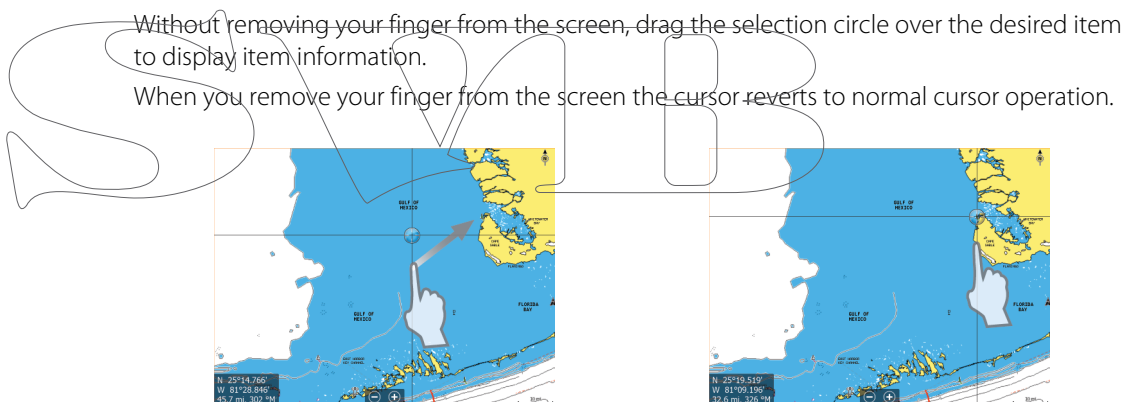 Without removing your finger from the screen, drag the selection circle over the desired item
to display item information.
When you remove your finger from the screen the cursor reverts to normal cursor operation.
SVB
N
GULF OF
MEXICO
CAPE
SABLE
FLORIDA
BAY
GULF OF
MEXICO
N 25°14.766'
W 81°28.846'
45.7 mi, 302 °M
N
GULF OF
MEXICO
CAPE
SABLE
FLORIDA
BAY
GULF OF
MEXICO
N 25°19.519'
W 81°09.196'
32.6 mi, 326 °M